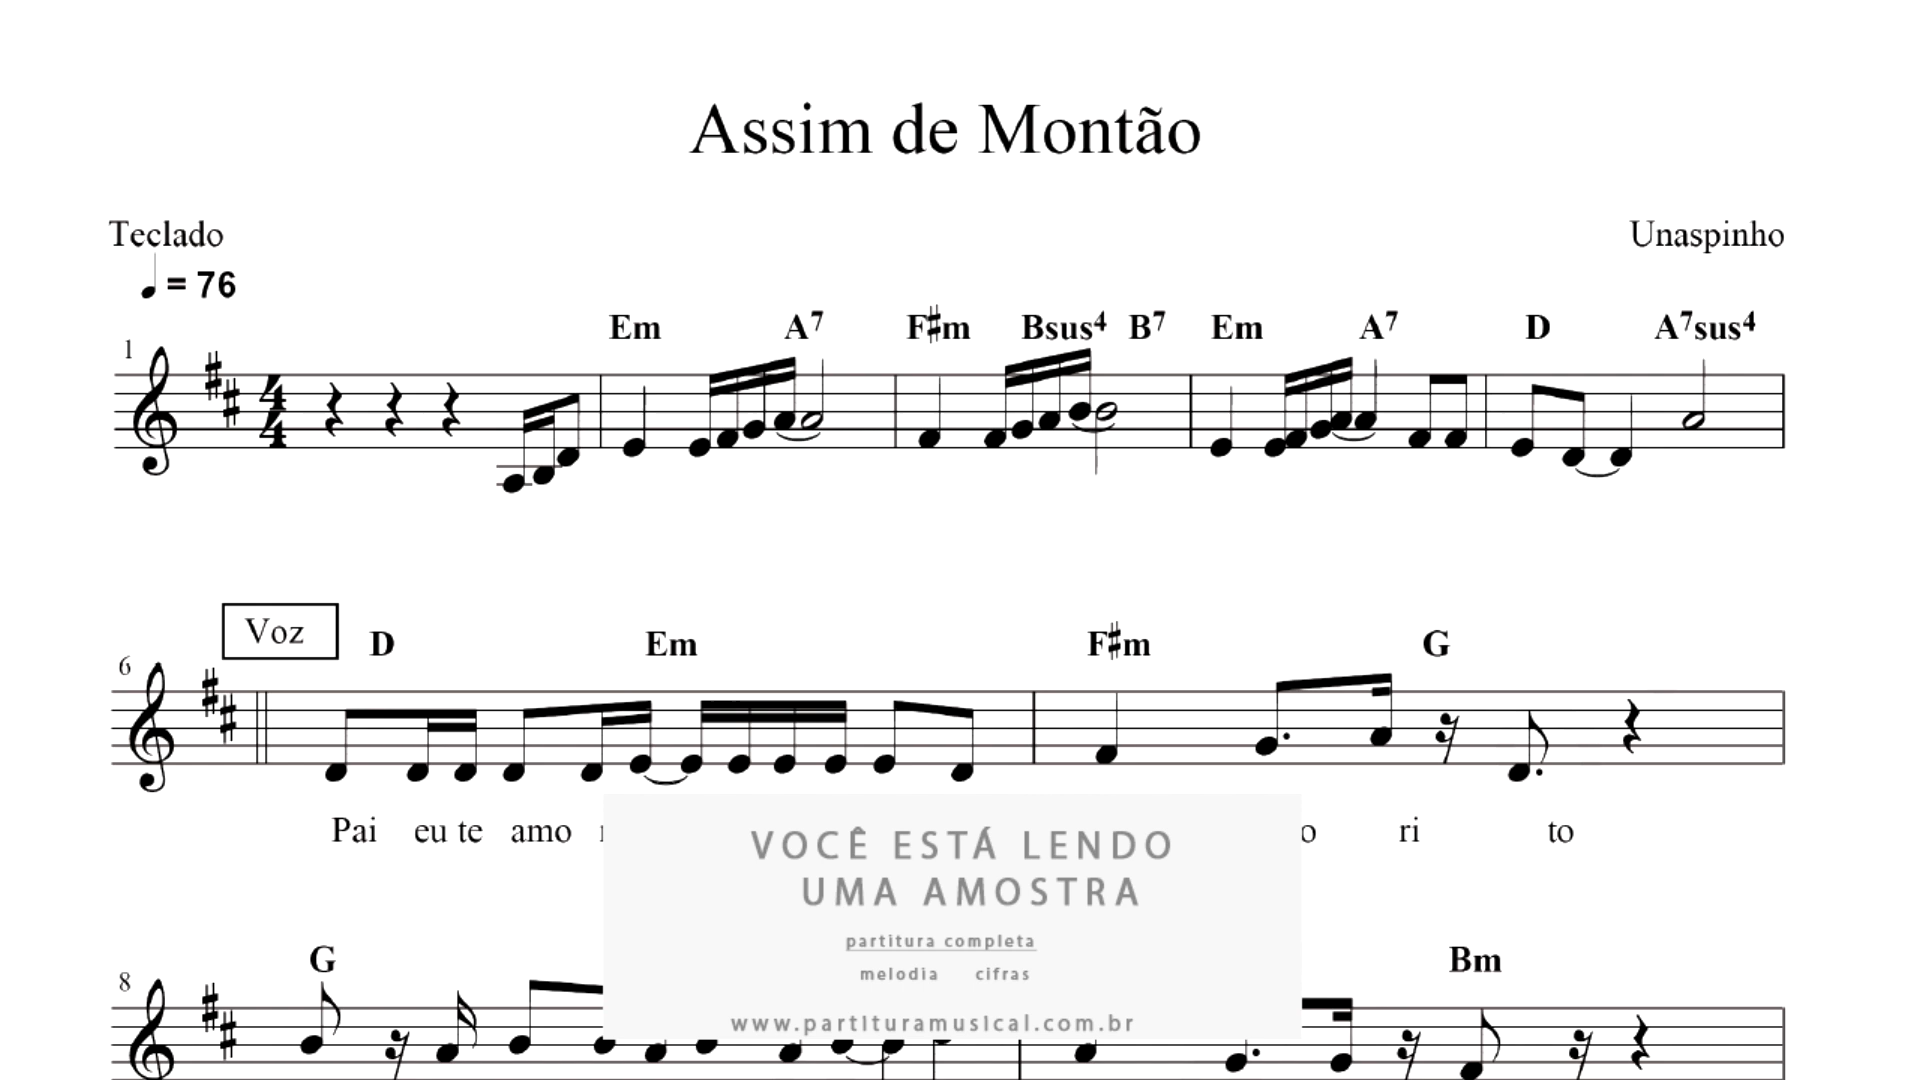 Assim de Montão
Teclado
Unaspinho
= 76
Em A7 F♯m Bsus4 B7 Em A7 D A7sus4
1
4
4
Voz D Em F♯m G
6
Pai eu te amo ri to
VOCÊ ESTÁ LENDO
UMA AMOSTRA
partitura completa
melodia cifras
G Bm
8
www.partituramusical.com.br